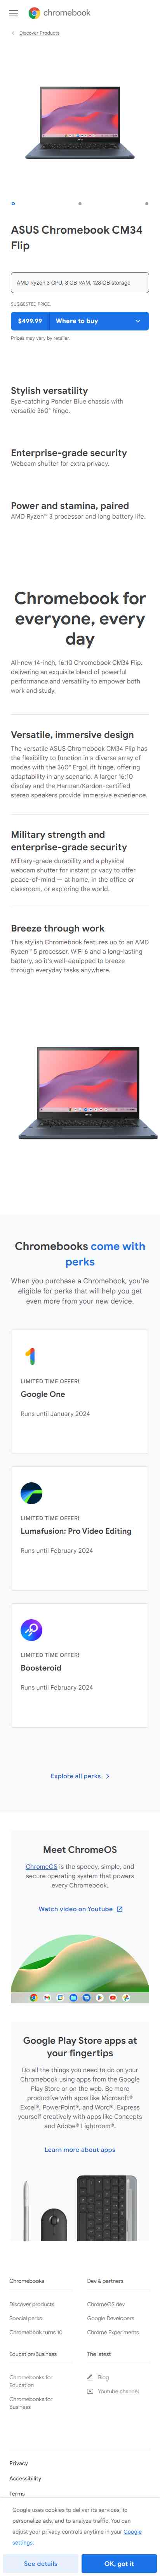 chromebook
Discover Products
ASUS Chromebook CM34
Flip
AMD Ryzen 3 CPU, 8 GB RAM, 128 GB storage
SUGGESTED PRICE.
$499.99 Where to buy
Prices may vary by retailer.
Stylish versatility
Eye-catching Ponder Blue chassis with
versatile 360° hinge.
Enterprise-grade security
Webcam shutter for extra privacy.
Power and stamina, paired
AMD Ryzen™ 3 processor and long battery life.
Chromebook for
everyone, every
day
All-new 14-inch, 16:10 Chromebook CM34 Flip,
delivering an exquisite blend of powerful
performance and versatility to empower both
work and study.
Versatile, immersive design
The versatile ASUS Chromebook CM34 Flip has
the flexibility to function in a diverse array of
modes with the 360° ErgoLift hinge, offering
adaptability in any scenario. A larger 16:10
display and the Harman/Kardon-certified
stereo speakers provide immersive experience.
Military strength and
enterprise-grade security
Military-grade durability and a physical
webcam shutter for instant privacy to offer
peace-of-mind — at home, in the office or
classroom, or exploring the world.
Breeze through work
This stylish Chromebook features up to an AMD
Ryzen™ 5 processor, WiFi 6 and a long-lasting
battery, so it's well-equipped to breeze
through everyday tasks anywhere.
Chromebooks come with
perks
When you purchase a Chromebook, you're
eligible for perks that will help you get
even more from your new device.
LIMITED TIME OFFER!
Google One
Runs until January 2024
LIMITED TIME OFFER!
Lumafusion: Pro Video Editing
Runs until February 2024
LIMITED TIME OFFER!
Boosteroid
Runs until February 2024
Explore all perks
Meet ChromeOS
ChromeOS is the speedy, simple, and
secure operating system that powers
every Chromebook.
Watch video on Youtube
Google Play Store apps at
your fingertips
Do all the things you need to do on your
Chromebook using apps from the Google
Play Store or on the web. Be more
productive with apps like Microsoft®
Excel®, PowerPoint®, and Word®. Express
yourself creatively with apps like Concepts
and Adobe® Lightroom®.
Learn more about apps
Chromebooks
Discover products
Special perks
Chromebook turns 10
Dev & partners
ChromeOS.dev
Google Developers
Chrome Experiments
Education/Business
Chromebooks for
Education
Chromebooks for
Business
The latest
Blog
Youtube channel
Privacy
Accessibility
Terms
Google uses cookies to deliver its services, to
personalize ads, and to analyze traffic. You can
adjust your privacy controls anytime in your Google
settings.
See details
OK, got it